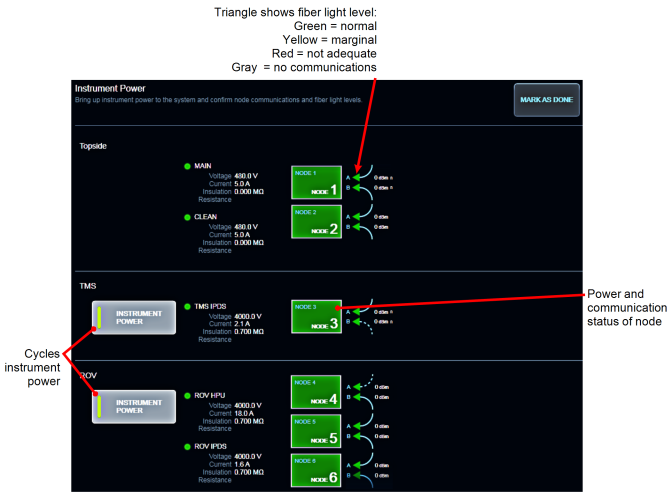 Triangle shows fiber light level:
Green = normal
Yellow = marginal
Red = not adequate
Gray = no communications
Instrument Power
Bring up instrument power to the system and confirm node communications and fiber light levels.
MARK AS DONE
Topside
MAIN
Voltage 480.0 V
Current 5.0 A
Insulation 0.000 MΩ
Resistance
NODE 1
NODE 1
A 0 dBm
B 0 dBm
CLEAN
Voltage 480.0 V
Current 5.0 A
Insulation 0.000 MΩ
Resistance
NODE 2
NODE 2
A 0 dBm
B 0 dBm
TMS
INSTRUMENT
POWER
TMS IPDS
Voltage 4000.0 V
Current 2.1 A
Insulation 0.700 MΩ
Resistance
NODE 3
NODE 3
A 0 dBm
B 0 dBm
Power and
communication
status of node
Cycles
instrument
power
ROV
INSTRUMENT
POWER
ROV HPU
Voltage 4000.0 V
Current 18.0 A
Insulation 0.700 MΩ
Resistance
ROV IPDS
Voltage 4000.0 V
Current 1.6 A
Insulation 0.700 MΩ
Resistance
NODE 4
NODE 4
A 0 dBm
B 0 dBm
NODE 5
NODE 5
A 0 dBm
B 0 dBm
NODE 6
NODE 6
A 0 dBm
B 0 dBm